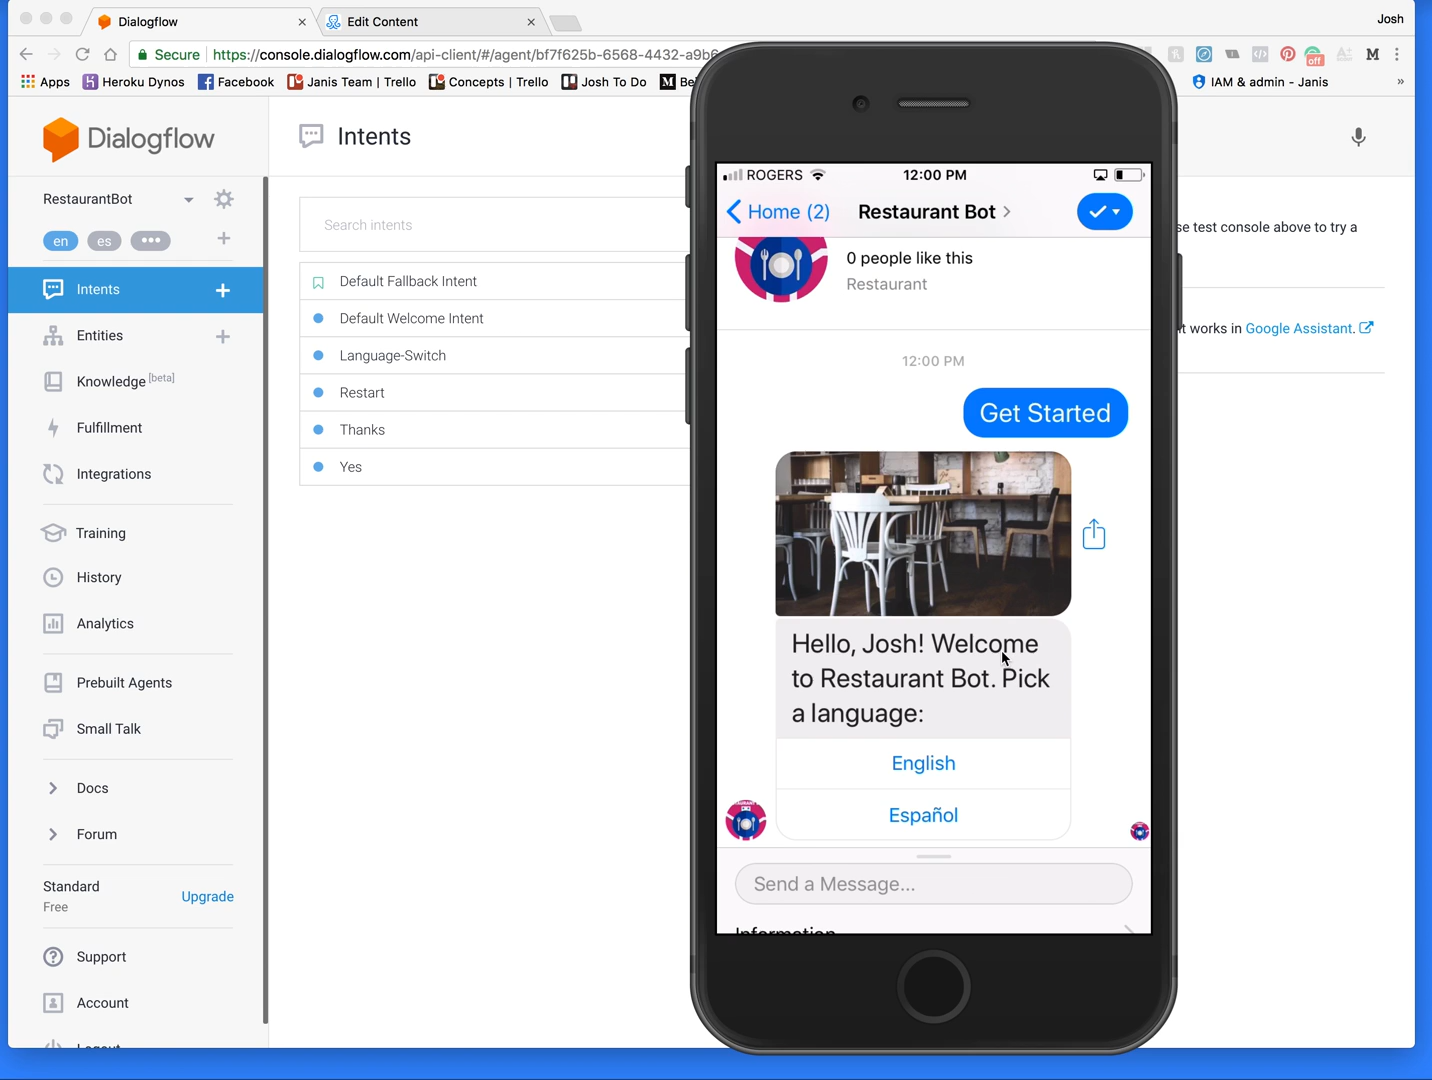 Dialogflow
Edit Content
Josh
Secure
https://console.dialogflow.com/api-client/#/agent/bf7f625b-6568-4432-a9b6
off
M
Apps
Heroku Dynos
Facebook
Janis Team | Trello
Concepts | Trello
Josh To Do
IAM & admin - Janis
»
Dialogflow
RestaurantBot
en
es
Intents
Entities
Knowledge [beta]
Fulfillment
Integrations
Training
History
Analytics
Prebuilt Agents
Small Talk
Docs
Forum
Standard
Free
Upgrade
Support
Account
Logout
Intents
Search intents
Default Fallback Intent
Default Welcome Intent
Language-Switch
Restart
Thanks
Yes
se test console above to try a
t works in Google Assistant.
ROGERS
12:00 PM
Home (2)
Restaurant Bot
0 people like this
Restaurant
12:00 PM
Get Started
Hello, Josh! Welcome
to Restaurant Bot. Pick
a language:
English
Español
Send a Message...
Information